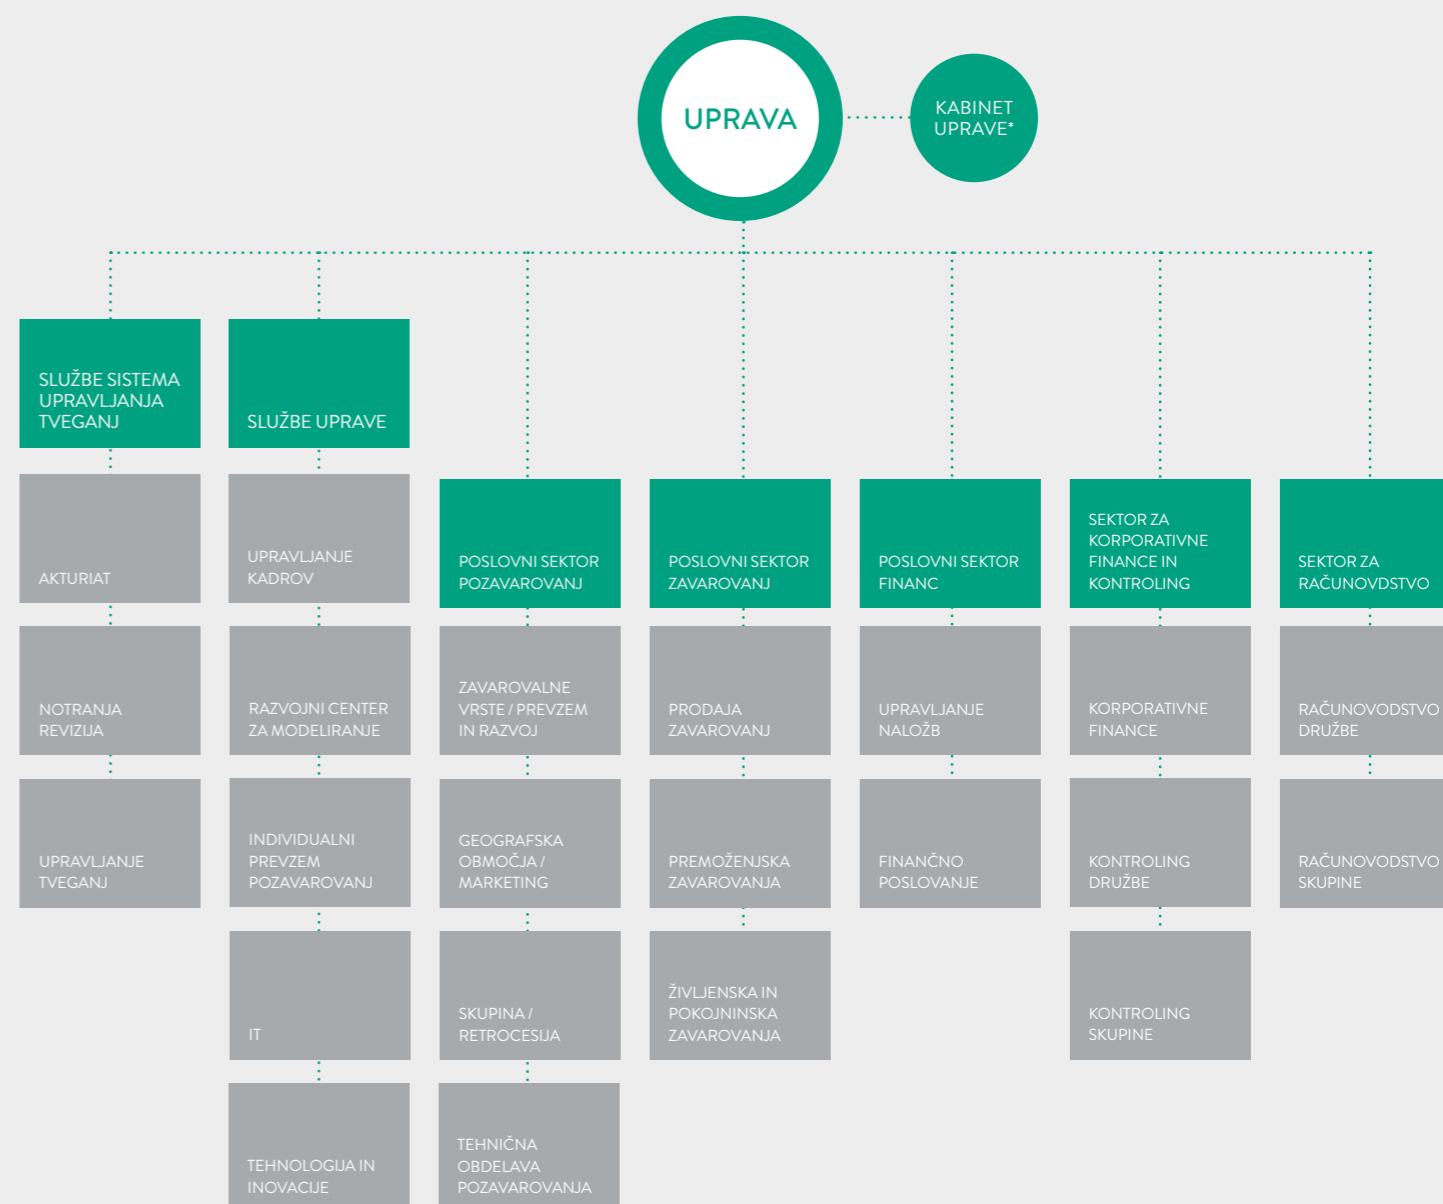 UPRAVA
KABINET
UPRAVE*
SLUŽBE SISTEMA
UPRAVLJANJA
TVEGANJ
AKTURIAT
NOTRANJA
REVIZIJA
UPRAVLJANJE
TVEGANJ
SLUŽBE UPRAVE
UPRAVLJANJE
KADROV
RAZVOJNI CENTER
ZA MODELIRANJE
INDIVIDUALNI
PREVZEM
POZAVAROVANJ
IT
TEHNOLOGIJA IN
INOVACIJE
POSLOVNI SEKTOR
POZAVAROVANJ
ZAVAROVALNE
VRSTE / PREVZEM
IN RAZVOJ
GEOGRAFSKA
OBMOČJA /
MARKETING
SKUPINA /
RETROCESIJA
TEHNIČNA
OBDELAVA
POZAVAROVANJA
POSLOVNI SEKTOR
ZAVAROVANJ
PRODAJA
ZAVAROVANJ
PREMOŽENJSKA
ZAVAROVANJA
ŽIVLJENSKA IN
POKOJNINSKA
ZAVAROVANJA
POSLOVNI SEKTOR
FINANC
UPRAVLJANJE
NALOŽB
FINANČNO
POSLOVANJE
SEKTOR ZA
KORPORATIVNE
FINANCE IN
KONTROLING
KORPORATIVNE
FINANCE
KONTROLING
DRUŽBE
KONTROLING
SKUPINE
SEKTOR ZA
RAČUNOVDSTVO
RAČUNOVODSTVO
DRUŽBE
RAČUNOVODSTVO
SKUPINE